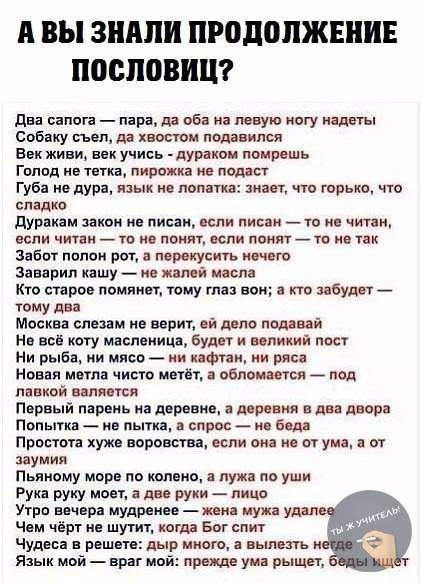 А ВЫ ЗНАЛИ ПРОДОЛЖЕНИЕ
ПОСЛОВИЦ?
Два сапога — пара, да оба на левую ногу надеты
Собаку съел, да хвостом подавился
Век живи, век учись - дураком помрешь
Голод не тетка, пирожка не подаст
Губа не дура, язык не лопатка: знает, что горько, что
сладко
Дуракам закон не писан, если писан — то не читан,
если читан — то не понят, если понят — то не так
Забот полон рот, а перекусить нечего
Заварил кашу — не жалей масла
Кто старое помянет, тому глаз вон; а кто забудет —
тому два
Москва слезам не верит, ей дело подавай
Не всё коту масленица, будет и великий пост
Ни рыба, ни мясо — ни кафтан, ни ряса
Новая метла чисто метёт, а обломается — под
лавкой валяется
Первый парень на деревне, а деревня в два двора
Попытка — не пытка, а спрос — не беда
Простота хуже воровства, если она не от ума, а от
заумия
Пьяному море по колено, а лужа по уши
Рука руку моет, а две руки — лицо
Утро вечера мудренее — жена мужа удалее
Чем чёрт не шутит, когда Бог спит
Чудеса в решете: дыр много, а вылезть негде
Язык мой — враг мой: прежде ума рыщет, беды ищет
ТЫ Ж УЧИТЕЛЬ!